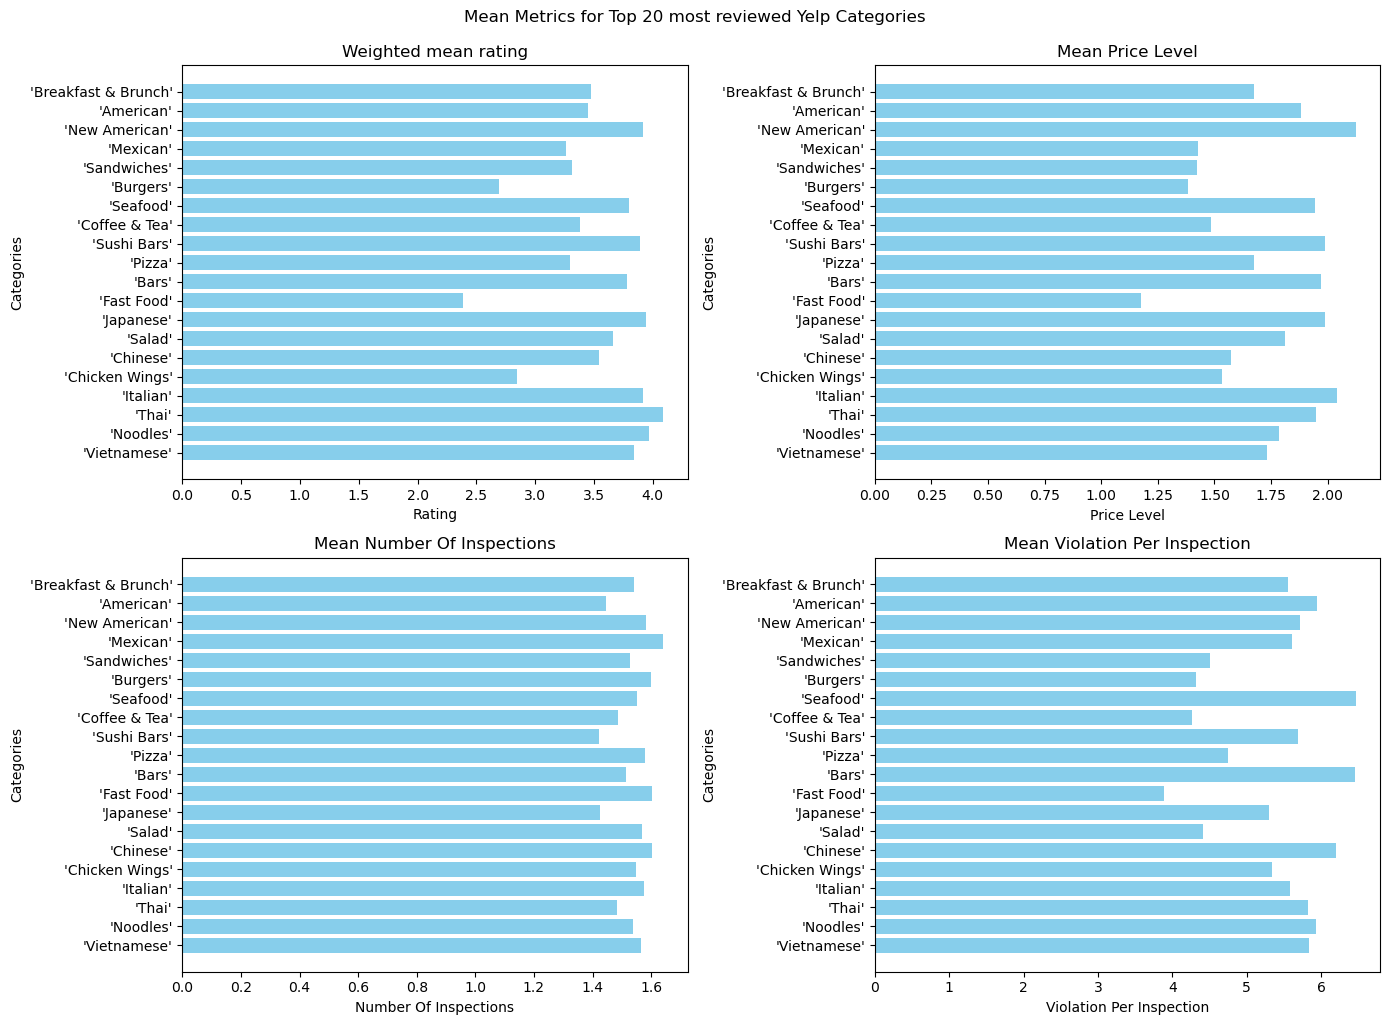 Mean Metrics for Top 20 most reviewed Yelp Categories
Weighted mean rating
Categories
'Breakfast & Brunch'
'American'
'New American'
'Mexican'
'Sandwiches'
'Burgers'
'Seafood'
'Coffee & Tea'
'Sushi Bars'
'Pizza'
'Bars'
'Fast Food'
'Japanese'
'Salad'
'Chinese'
'Chicken Wings'
'Italian'
'Thai'
'Noodles'
'Vietnamese'
0.0 0.5 1.0 1.5 2.0 2.5 3.0 3.5 4.0
Rating
Mean Price Level
Categories
'Breakfast & Brunch'
'American'
'New American'
'Mexican'
'Sandwiches'
'Burgers'
'Seafood'
'Coffee & Tea'
'Sushi Bars'
'Pizza'
'Bars'
'Fast Food'
'Japanese'
'Salad'
'Chinese'
'Chicken Wings'
'Italian'
'Thai'
'Noodles'
'Vietnamese'
0.00 0.25 0.50 0.75 1.00 1.25 1.50 1.75 2.00
Price Level
Mean Number Of Inspections
Categories
'Breakfast & Brunch'
'American'
'New American'
'Mexican'
'Sandwiches'
'Burgers'
'Seafood'
'Coffee & Tea'
'Sushi Bars'
'Pizza'
'Bars'
'Fast Food'
'Japanese'
'Salad'
'Chinese'
'Chicken Wings'
'Italian'
'Thai'
'Noodles'
'Vietnamese'
0.0 0.2 0.4 0.6 0.8 1.0 1.2 1.4 1.6
Number Of Inspections
Mean Violation Per Inspection
Categories
'Breakfast & Brunch'
'American'
'New American'
'Mexican'
'Sandwiches'
'Burgers'
'Seafood'
'Coffee & Tea'
'Sushi Bars'
'Pizza'
'Bars'
'Fast Food'
'Japanese'
'Salad'
'Chinese'
'Chicken Wings'
'Italian'
'Thai'
'Noodles'
'Vietnamese'
0 1 2 3 4 5 6
Violation Per Inspection